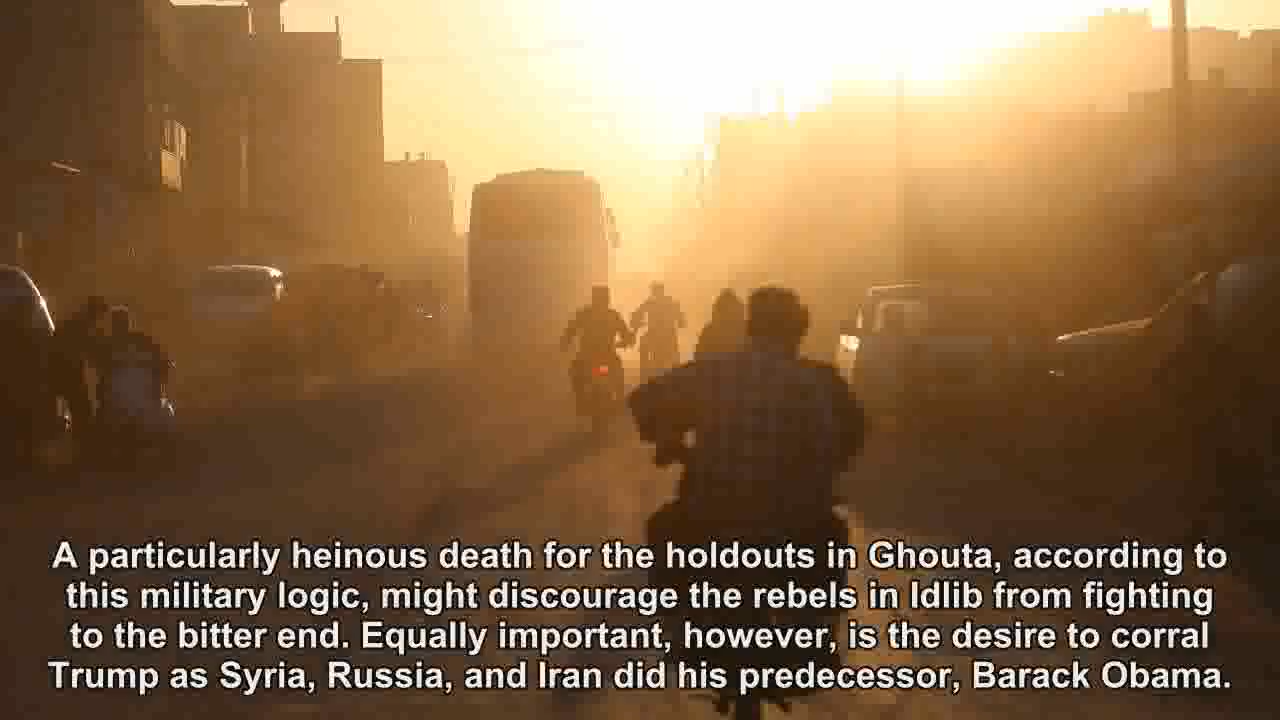 A particularly heinous death for the holdouts in Ghouta, according to
this military logic, might discourage the rebels in Idlib from fighting
to the bitter end. Equally important, however, is the desire to corral
Trump as Syria, Russia, and Iran did his predecessor, Barack Obama.